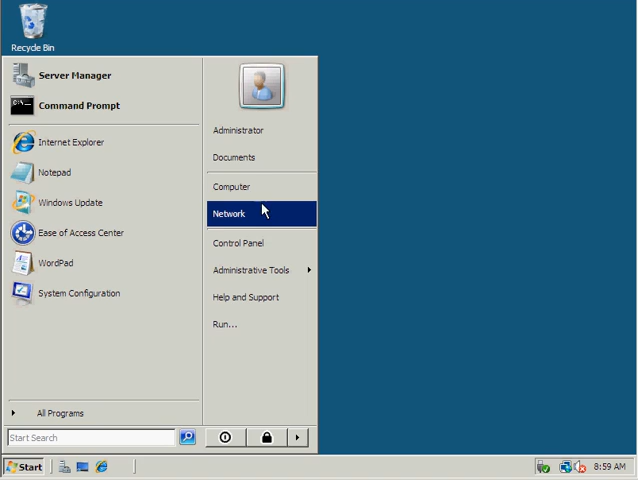 Recycle Bin
Server Manager
Command Prompt
Internet Explorer
Notepad
Windows Update
Ease of Access Center
WordPad
System Configuration
All Programs
Start Search
Administrator
Documents
Computer
Network
Control Panel
Administrative Tools
Help and Support
Run...
Start
8:59 AM